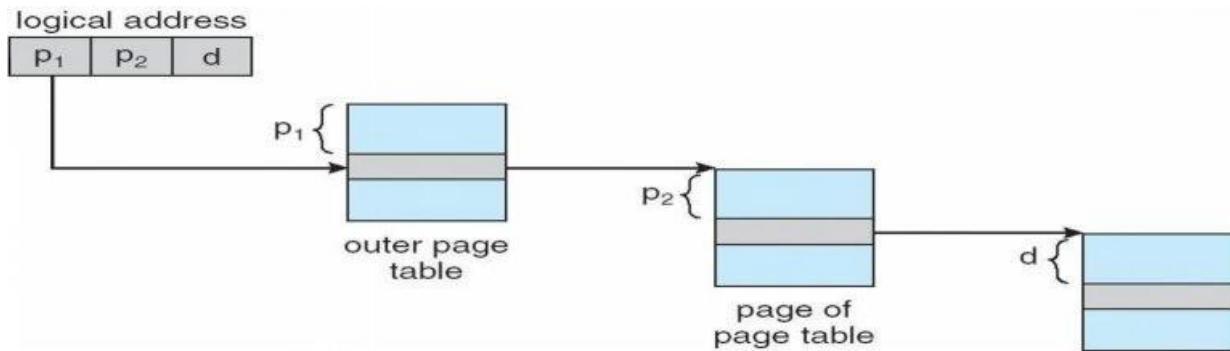 logical address
p₁ p₂ d
p₁
outer page
table
p₂
page of
page table
d